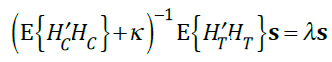 (E{H′_C H_C}+κ)^{-1} E{H′_T H_T}s = λs